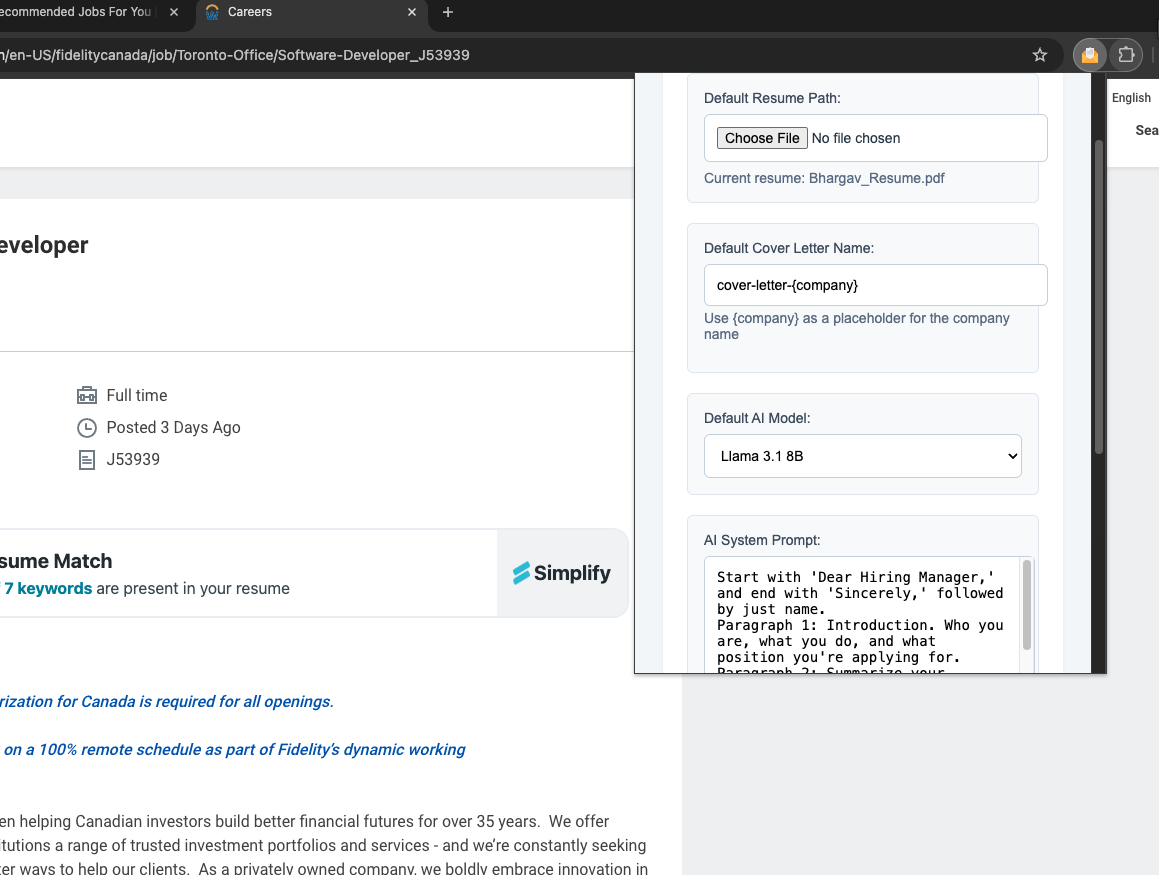 ecommended Jobs For You
Careers
/en-US/fidelitycanada/job/Toronto-Office/Software-Developer_J53939
English
Sea
eveloper
Full time
Posted 3 Days Ago
J53939
sume Match
7 keywords are present in your resume
Simplify
rization for Canada is required for all openings.
on a 100% remote schedule as part of Fidelity's dynamic working
en helping Canadian investors build better financial futures for over 35 years. We offer
itutions a range of trusted investment portfolios and services - and we're constantly seeking
ter ways to help our clients. As a privately owned company, we boldly embrace innovation in
Default Resume Path:
Choose File No file chosen
Current resume: Bhargav_Resume.pdf
Default Cover Letter Name:
cover-letter-{company}
Use {company} as a placeholder for the company
name
Default AI Model:
Llama 3.1 8B
AI System Prompt:
Start with 'Dear Hiring Manager,'
and end with 'Sincerely,' followed
by just name.
Paragraph 1: Introduction. Who you
are, what you do, and what
position you're applying for.
Paragraph 2: Summarize your